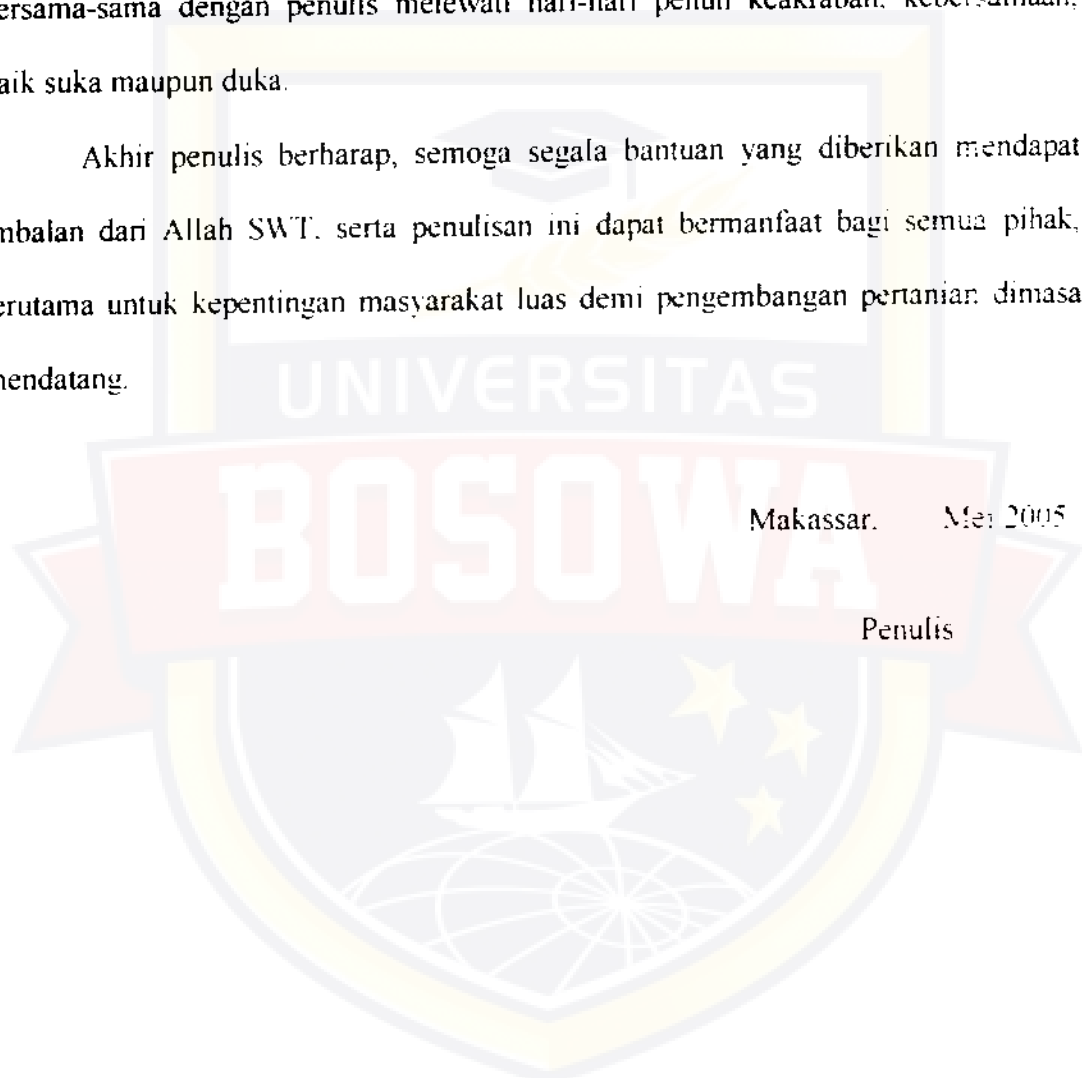 ersama-sama dengan penulis melewati hari-hari penuh keakraban, kebersamaan,
aik suka maupun duka.
Akhir penulis berharap, semoga segala bantuan yang diberikan mendapat
mbalan dari Allah SWT. serta penulisan ini dapat bermanfaat bagi semua pihak,
erutama untuk kepentingan masyarakat luas demi pengembangan pertanian dimasa
nendatang.
UNIVERSITAS
BOSOWA
Makassar. Mei 2005
Penulis